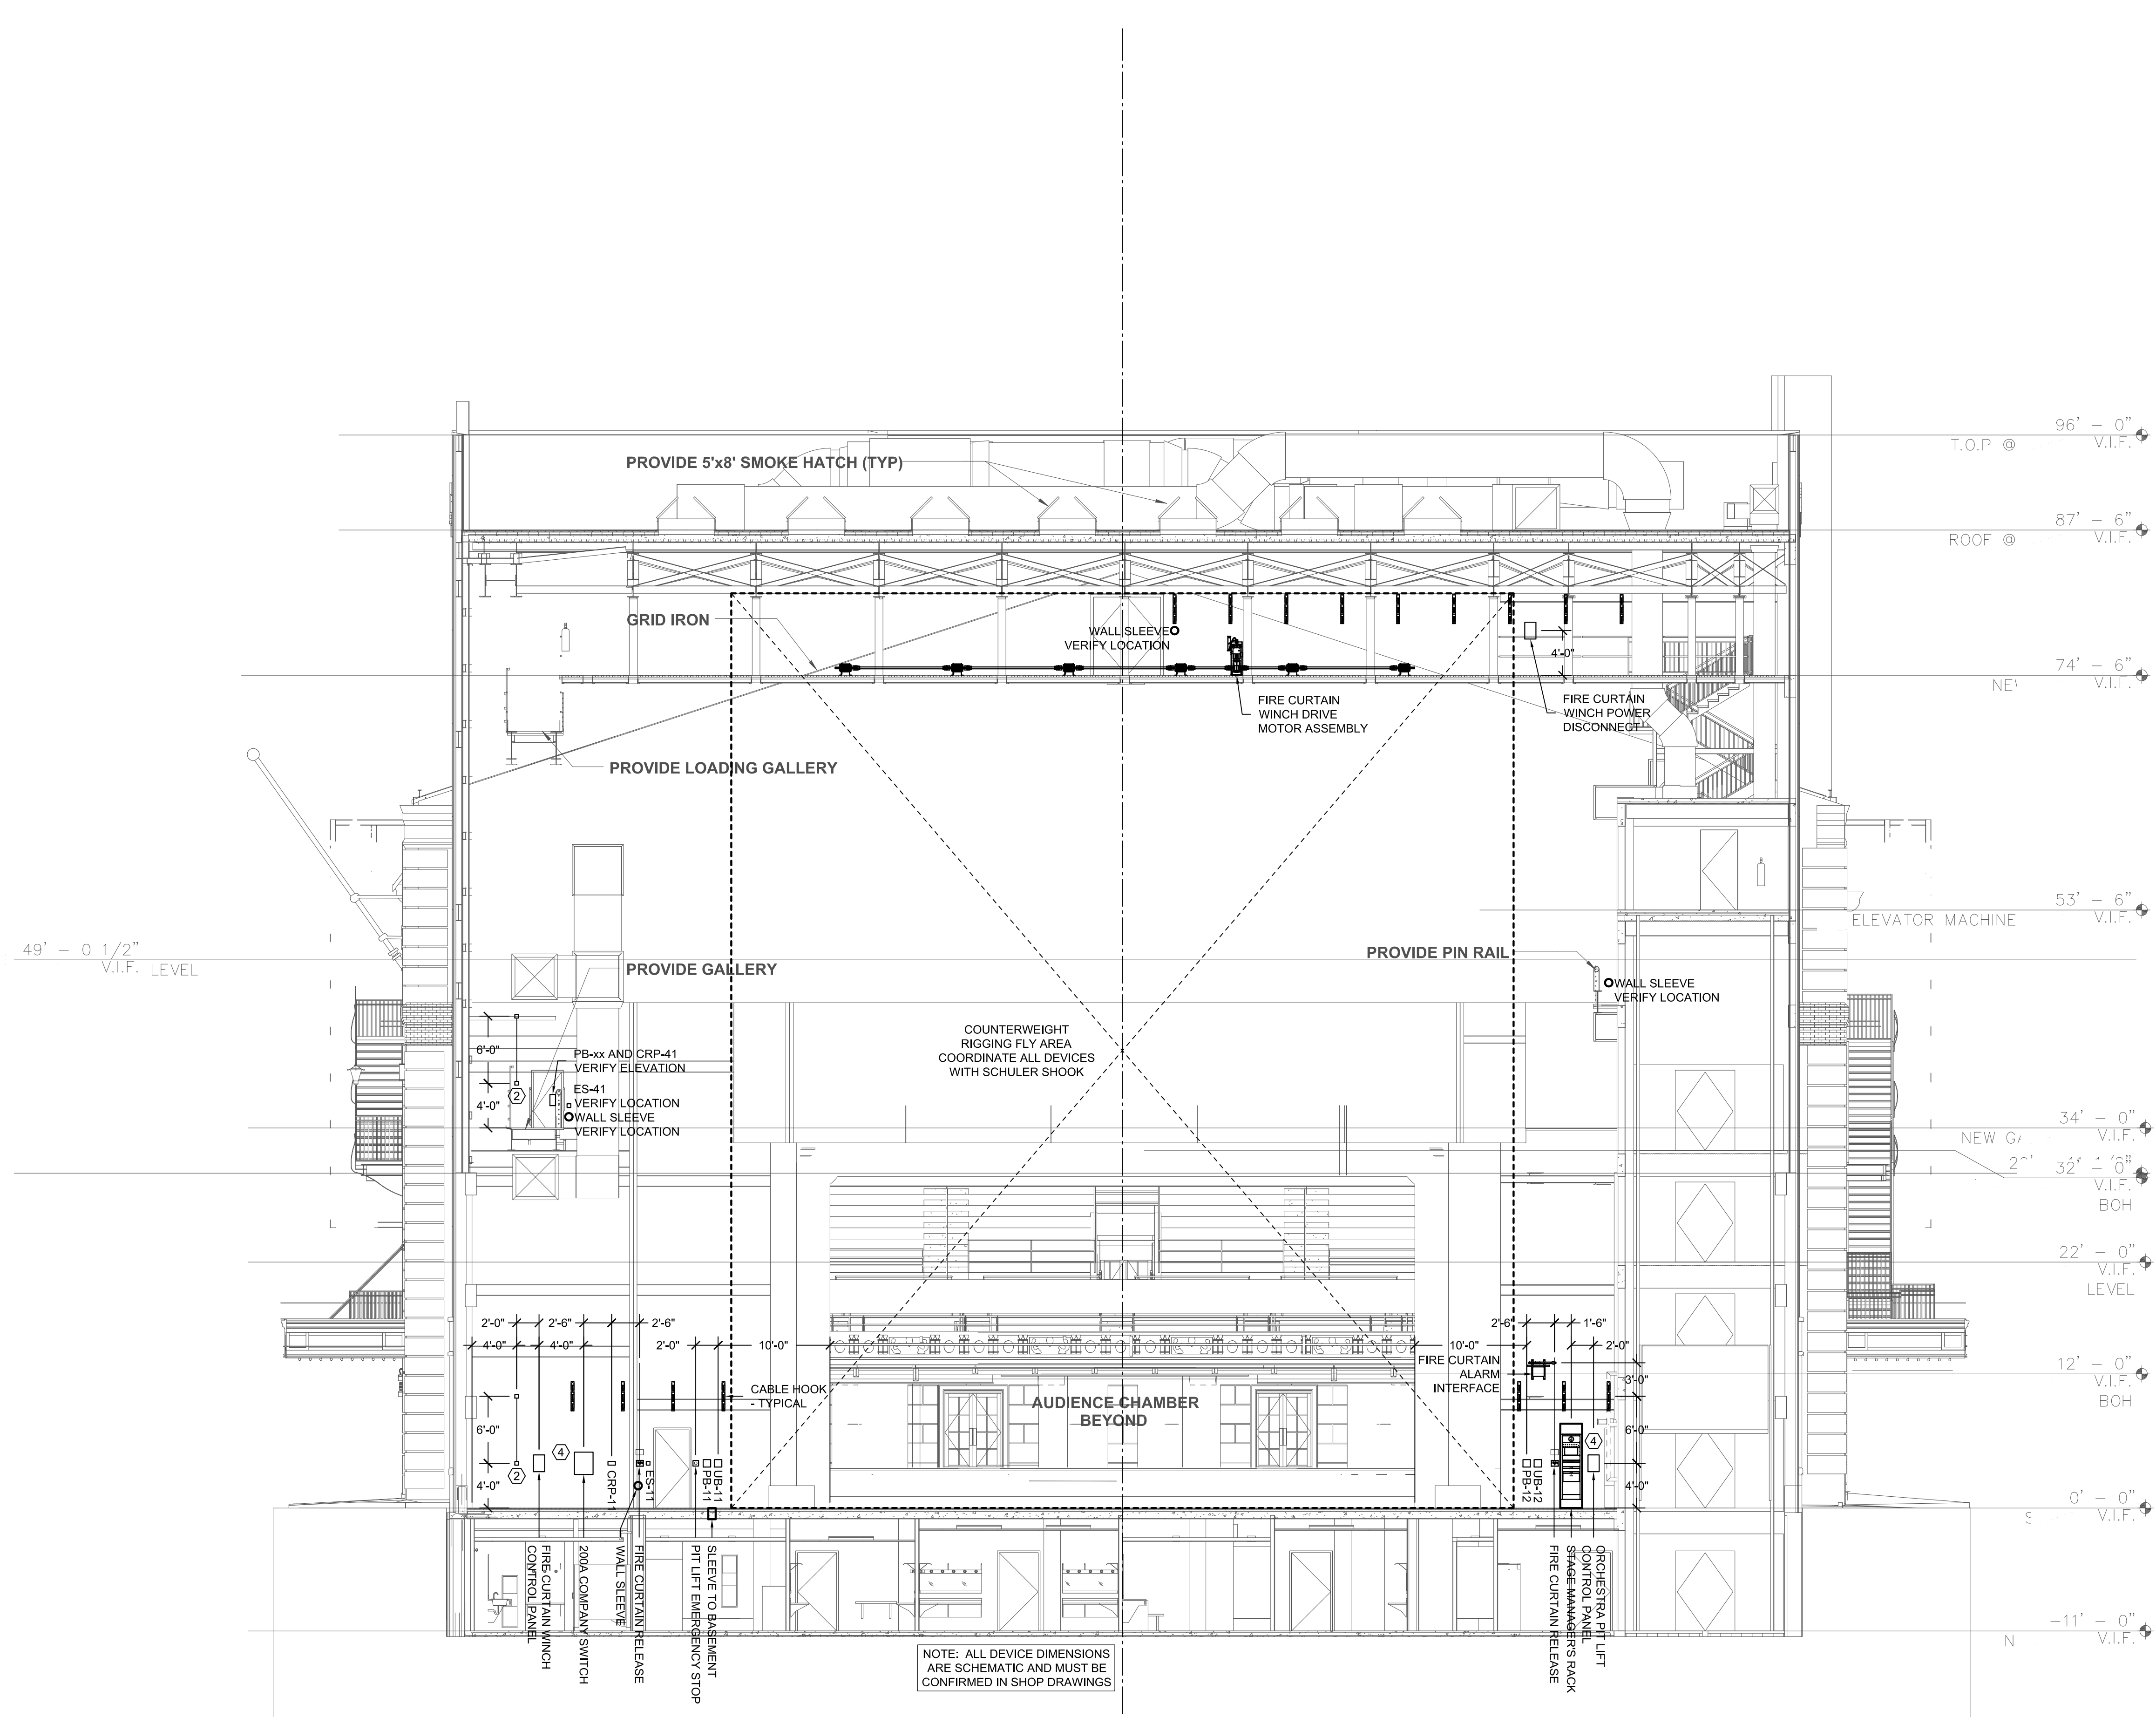 96' – 0"
T.O.P @
V.I.F.
PROVIDE 5'x8' SMOKE HATCH (TYP)
87' – 6"
ROOF @
V.I.F.
GRID IRON
WALL SLEEVE
VERIFY LOCATION
4'-0"
74' – 6"
V.I.F.
FIRE CURTAIN
WINCH DRIVE
MOTOR ASSEMBLY
FIRE CURTAIN
WINCH POWER
DISCONNECT
PROVIDE LOADING GALLERY
53' – 6"
ELEVATOR MACHINE
V.I.F.
49' – 0 1/2"
V.I.F. LEVEL
PROVIDE GALLERY
PROVIDE PIN RAIL
WALL SLEEVE
VERIFY LOCATION
COUNTERWEIGHT
RIGGING FLY AREA
COORDINATE ALL DEVICES
WITH SCHULER SHOOK
6'-0"
4'-0"
2
PB-xx AND CRP-41
VERIFY ELEVATION
ES-41
VERIFY LOCATION
WALL SLEEVE
VERIFY LOCATION
34' – 0"
NEW
V.I.F.
32' – 0"
V.I.F.
BOH
22' – 0"
V.I.F.
LEVEL
2'-0"
2'-6"
2'-6"
4'-0"
4'-0"
2'-0"
10'-0"
2'-6"
1'-6"
10'-0"
2'-0"
12' – 0"
V.I.F.
BOH
FIRE CURTAIN
ALARM
INTERFACE
3'-0"
CABLE HOOK
- TYPICAL
AUDIENCE CHAMBER
BEYOND
6'-0"
4'-0"
2
4
CRP-11
ES-11
PB-11
UB-11
PB-12
UB-12
4
6'-0"
4'-0"
0' – 0"
V.I.F.
FIRE CURTAIN WINCH
CONTROL PANEL
200A COMPANY SWITCH
WALL SLEEVE
FIRE CURTAIN RELEASE
PIT LIFT EMERGENCY STOP
SLEEVE TO BASEMENT
FIRE CURTAIN RELEASE
STAGE MANAGER'S RACK
ORCHESTRA PIT LIFT
CONTROL PANEL
–11' – 0"
N
V.I.F.
NOTE: ALL DEVICE DIMENSIONS
ARE SCHEMATIC AND MUST BE
CONFIRMED IN SHOP DRAWINGS